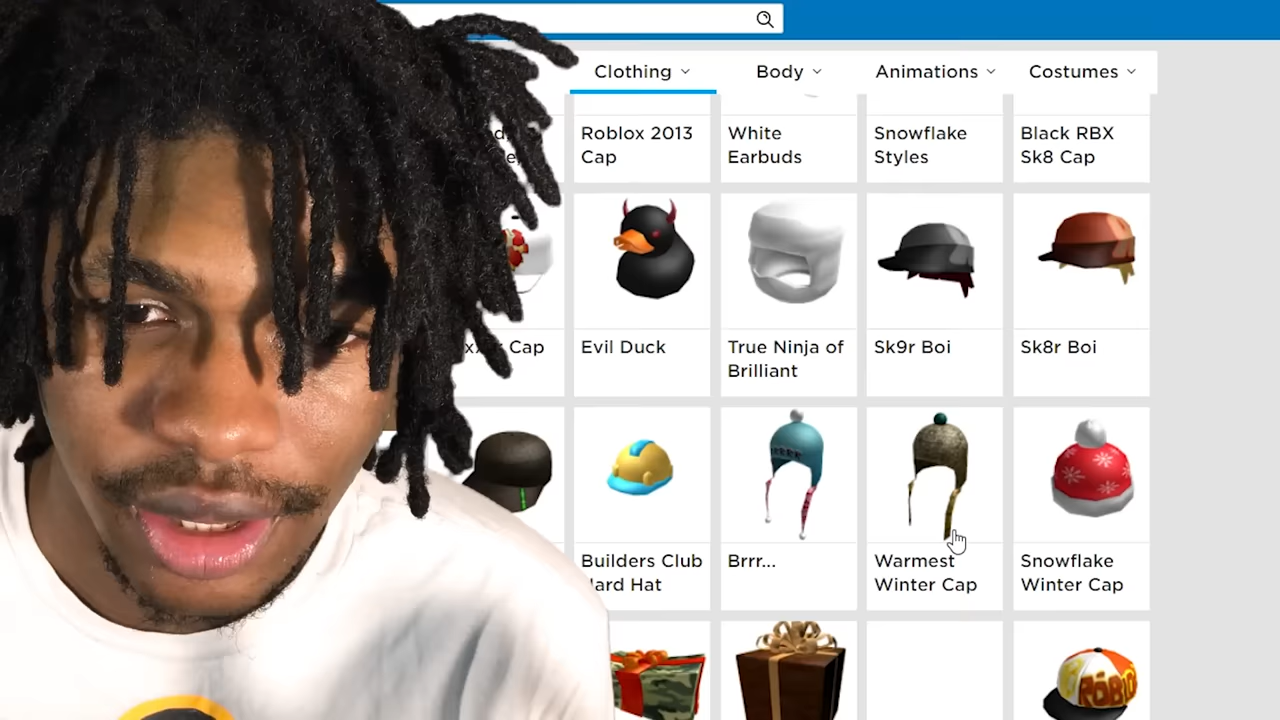 Clothing
Body
Animations
Costumes
Roblox 2013
Cap
White
Earbuds
Snowflake
Styles
Black RBX
Sk8 Cap
Cap
Evil Duck
True Ninja of
Brilliant
Sk9r Boi
Sk8r Boi
Builders Club
Hard Hat
Brrr...
Warmest
Winter Cap
Snowflake
Winter Cap